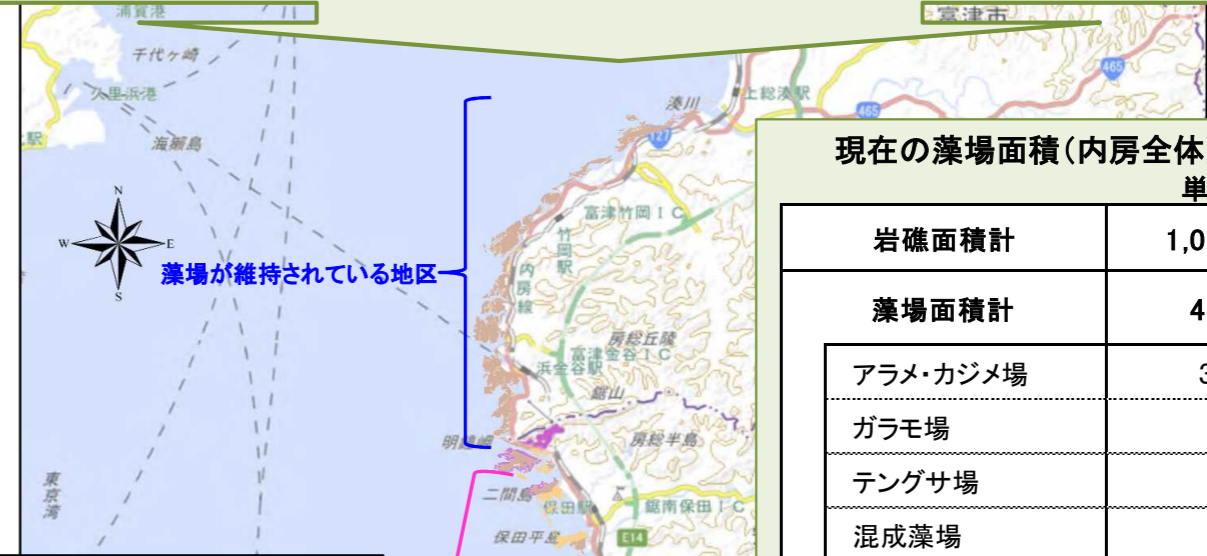 浦賀港
富津市
千代ヶ崎
465
久里浜港
湊川
上総湊駅
465
駅
127
海獺島
現在の藻場面積(内房全体
単
N
W
E
S
富津竹岡IC
竹岡駅
内房線
岩礁面積計
1,0
藻場が維持されている地区
藻場面積計
4
房総丘陵
富津金谷IC
浜金谷駅
鋸山
アラメ・カジメ場
3
ガラモ場
明鐘岬
房総半島
テングサ場
東京湾
二間島
保田駅
鋸南保田IC
混成藻場
保田平島
E14